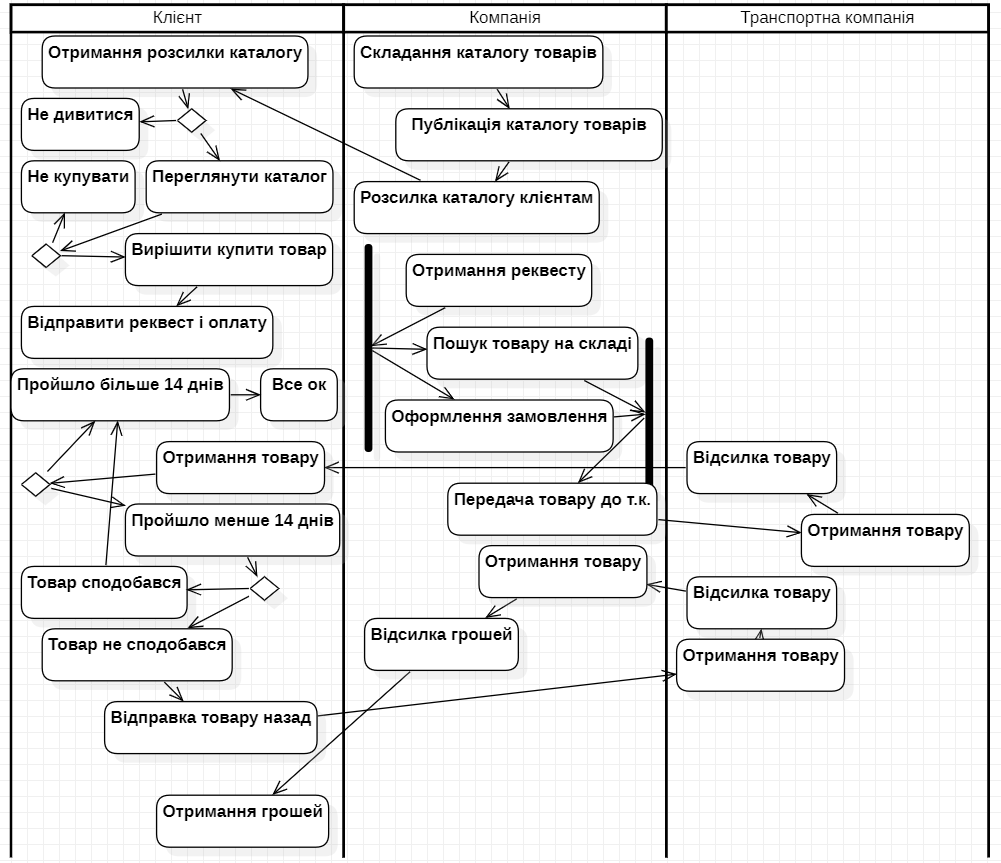 Клієнт
Компанія
Транспортна компанія
Отримання розсилки каталогу
Не дивитися
Не купувати
Переглянути каталог
Вирішити купити товар
Відправити реквест і оплату
Пройшло більше 14 днів
Все ок
Отримання товару
Пройшло менше 14 днів
Товар сподобався
Товар не сподобався
Відправка товару назад
Отримання грошей
Складання каталогу товарів
Публікація каталогу товарів
Розсилка каталогу клієнтам
Отримання реквесту
Пошук товару на складі
Оформлення замовлення
Передача товару до т.к.
Отримання товару
Відсилка грошей
Відсилка товару
Отримання товару
Відсилка товару
Отримання товару